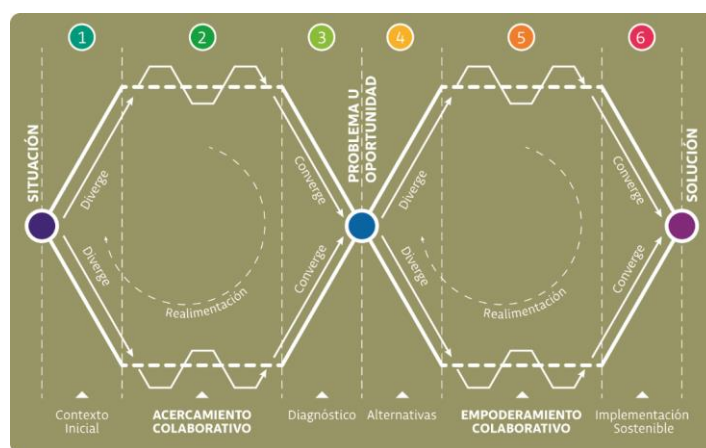 1
2
3
4
5
6
SITUACIÓN
PROBLEMA U
OPORTUNIDAD
SOLUCIÓN
Diverge
Converge
Diverge
Converge
Diverge
Converge
Diverge
Converge
Realimentación
Realimentación
Contexto
Inicial
ACERCAMIENTO
COLABORATIVO
Diagnóstico
Alternativas
EMPODERAMIENTO
COLABORATIVO
Implementación
Sostenible